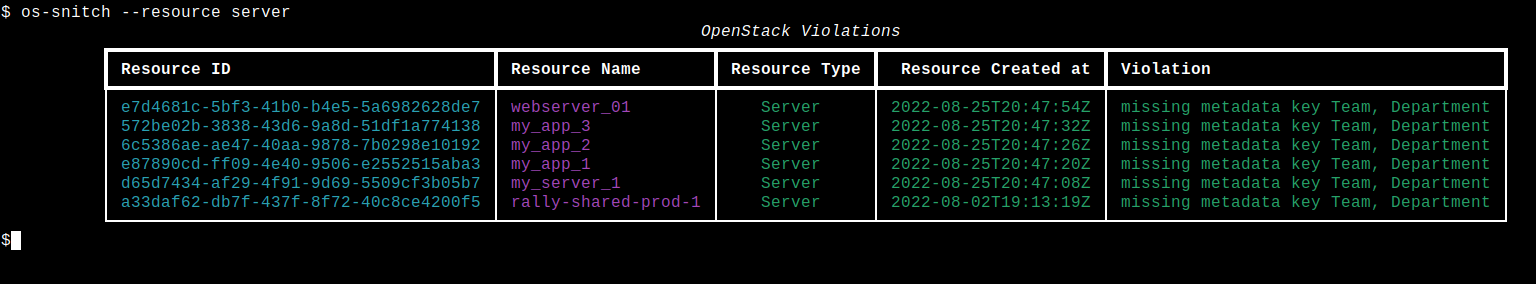 $ os-snitch --resource server
OpenStack Violations
Resource ID Resource Name Resource Type Resource Created at Violation
e7d4681c-5bf3-41b0-b4e5-5a6982628de7 webserver_01 Server 2022-08-25T20:47:54Z missing metadata key Team, Department
572be02b-3838-43d6-9a8d-51df1a774138 my_app_3 Server 2022-08-25T20:47:32Z missing metadata key Team, Department
6c5386ae-ae47-40aa-9878-7b0298e10192 my_app_2 Server 2022-08-25T20:47:26Z missing metadata key Team, Department
e87890cd-ff09-4e40-9506-e2552515aba3 my_app_1 Server 2022-08-25T20:47:20Z missing metadata key Team, Department
d65d7434-af29-4f91-9d69-5509cf3b05b7 my_server_1 Server 2022-08-25T20:47:08Z missing metadata key Team, Department
a33daf62-db7f-437f-8f72-40c8ce4200f5 rally-shared-prod-1 Server 2022-08-02T19:13:19Z missing metadata key Team, Department
$